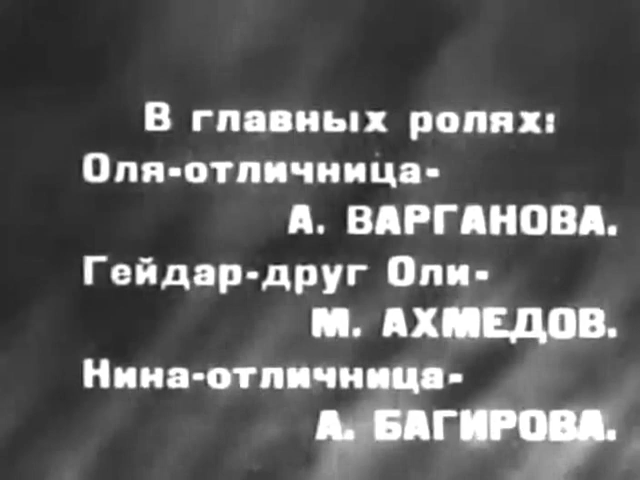 В главных ролях:
Оля-отличница-
А. ВАРГАНОВА.
Гейдар-друг Оли-
М. АХМЕДОВ.
Нина-отличница-
А. БАГИРОВА.